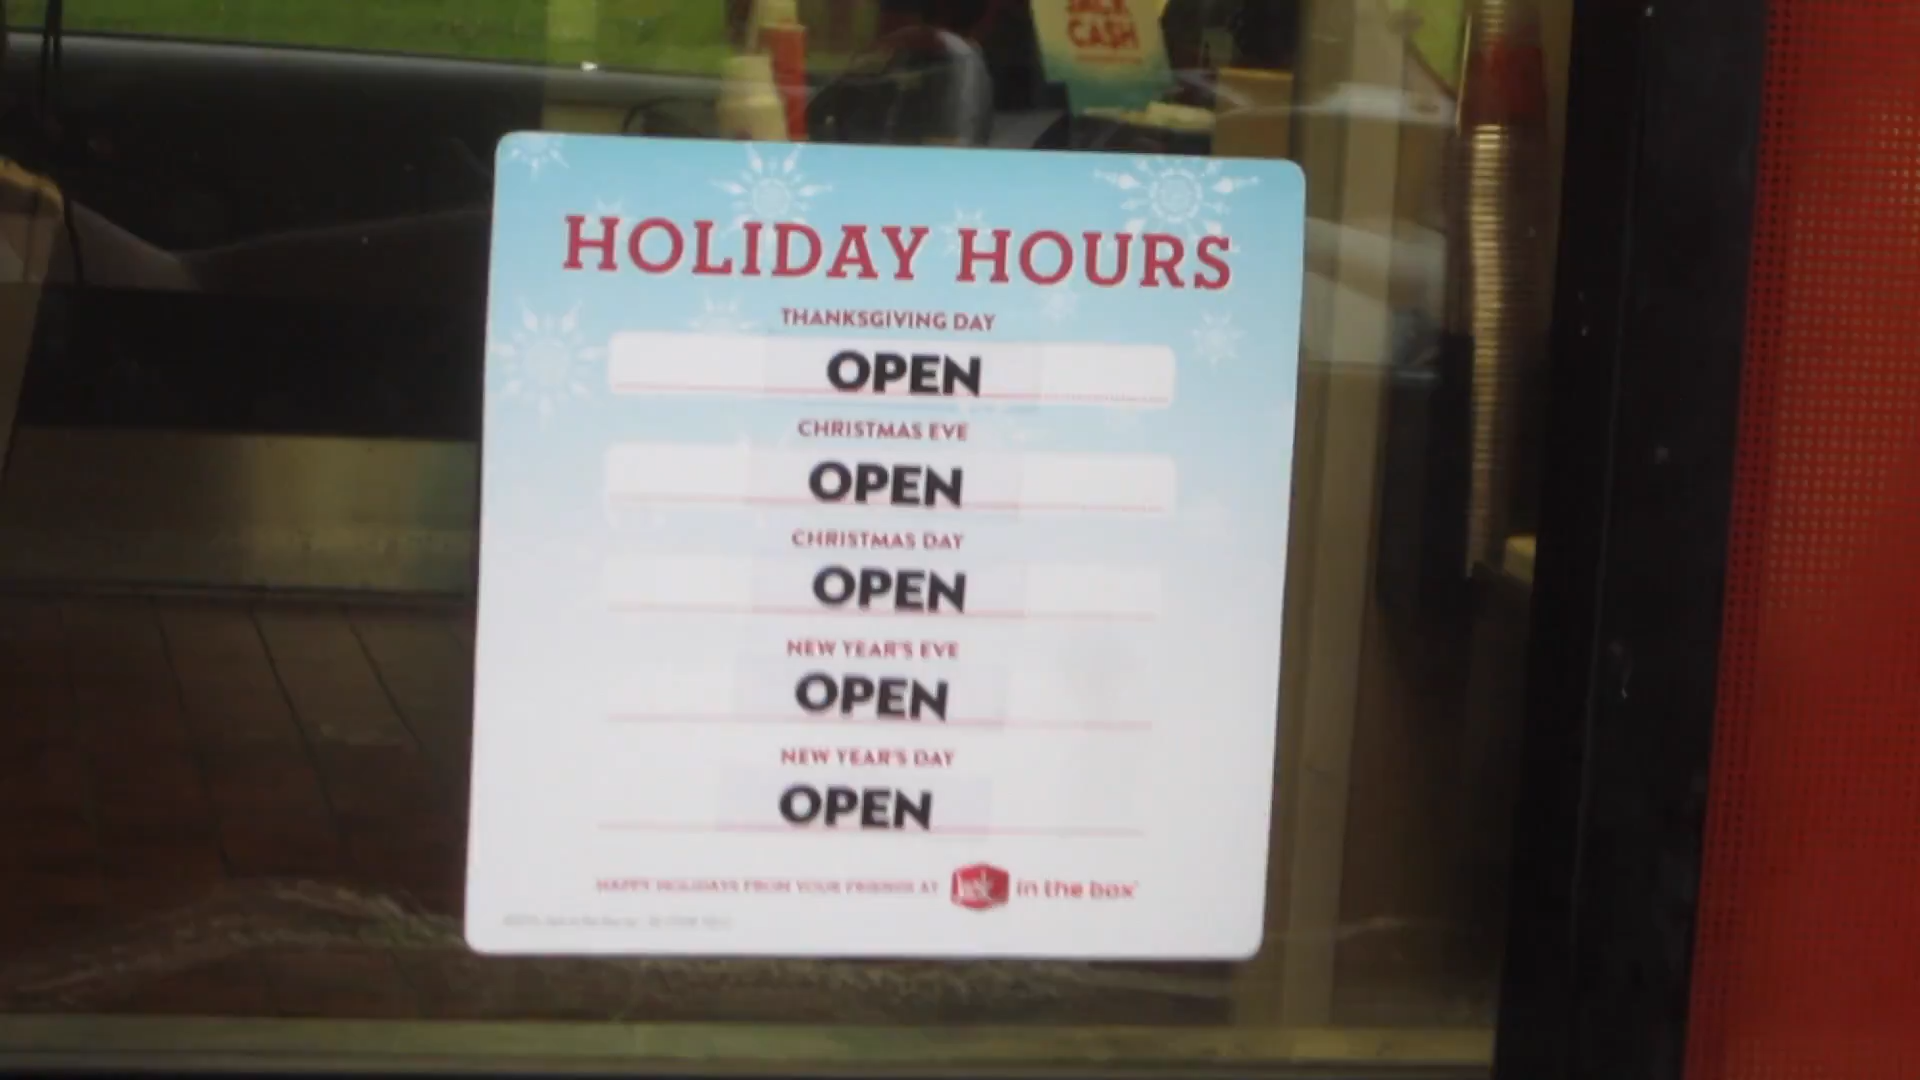 JACK
CASH
HOLIDAY HOURS
THANKSGIVING DAY
OPEN
CHRISTMAS EVE
OPEN
CHRISTMAS DAY
OPEN
NEW YEAR'S EVE
OPEN
NEW YEAR'S DAY
OPEN
HAPPY HOLIDAYS FROM YOUR FRIENDS AT Jack in the box